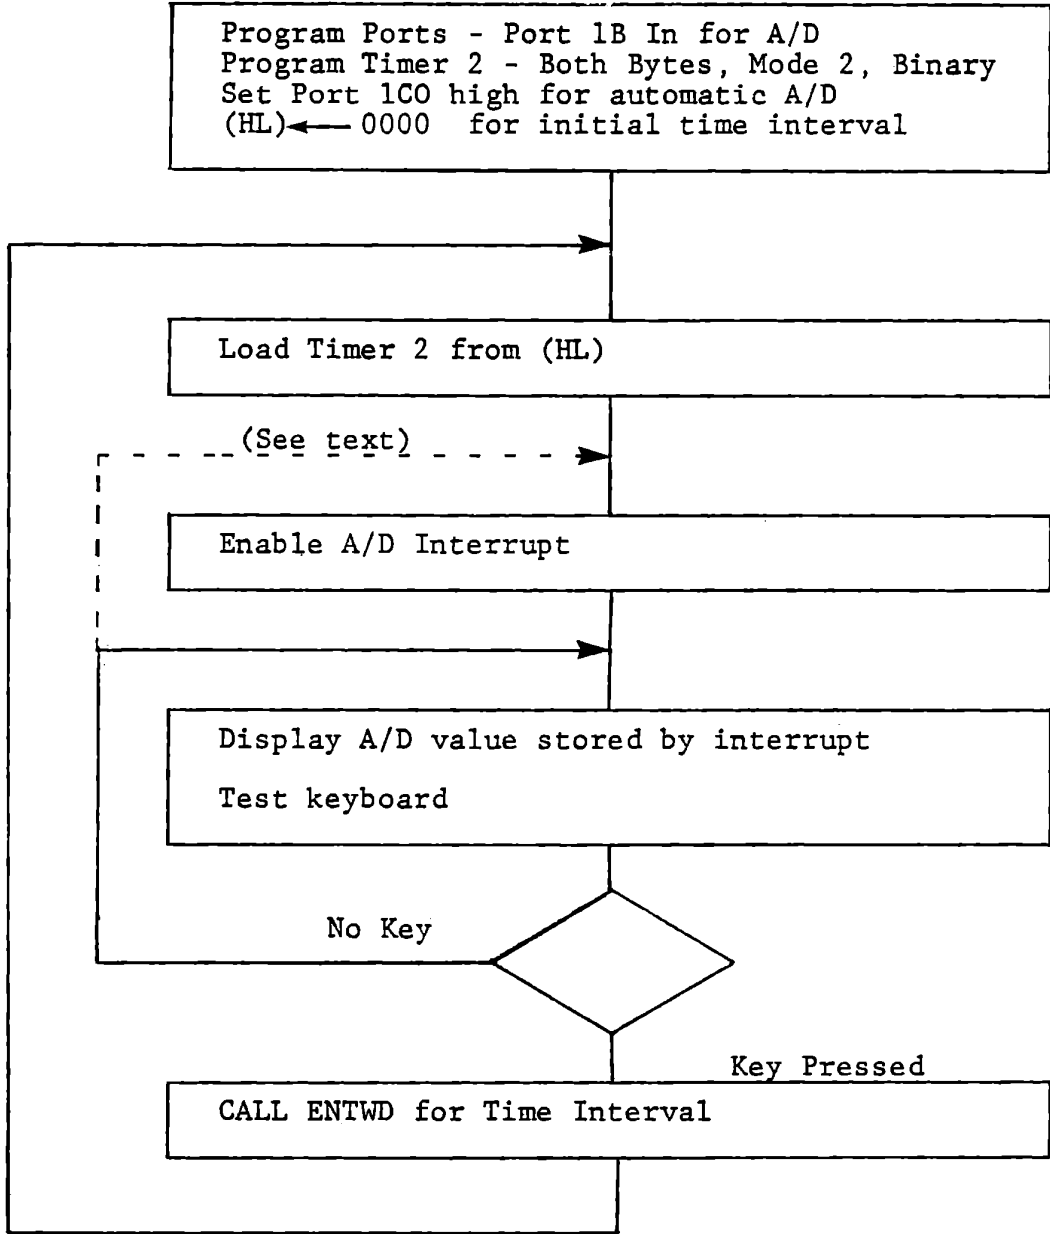 Program Ports - Port 1B In for A/D
Program Timer 2 - Both Bytes, Mode 2, Binary
Set Port 1C0 high for automatic A/D
(HL)← 0000 for initial time interval
Load Timer 2 from (HL)
(See text)
Enable A/D Interrupt
Display A/D value stored by interrupt
Test keyboard
No Key
Key Pressed
CALL ENTWD for Time Interval